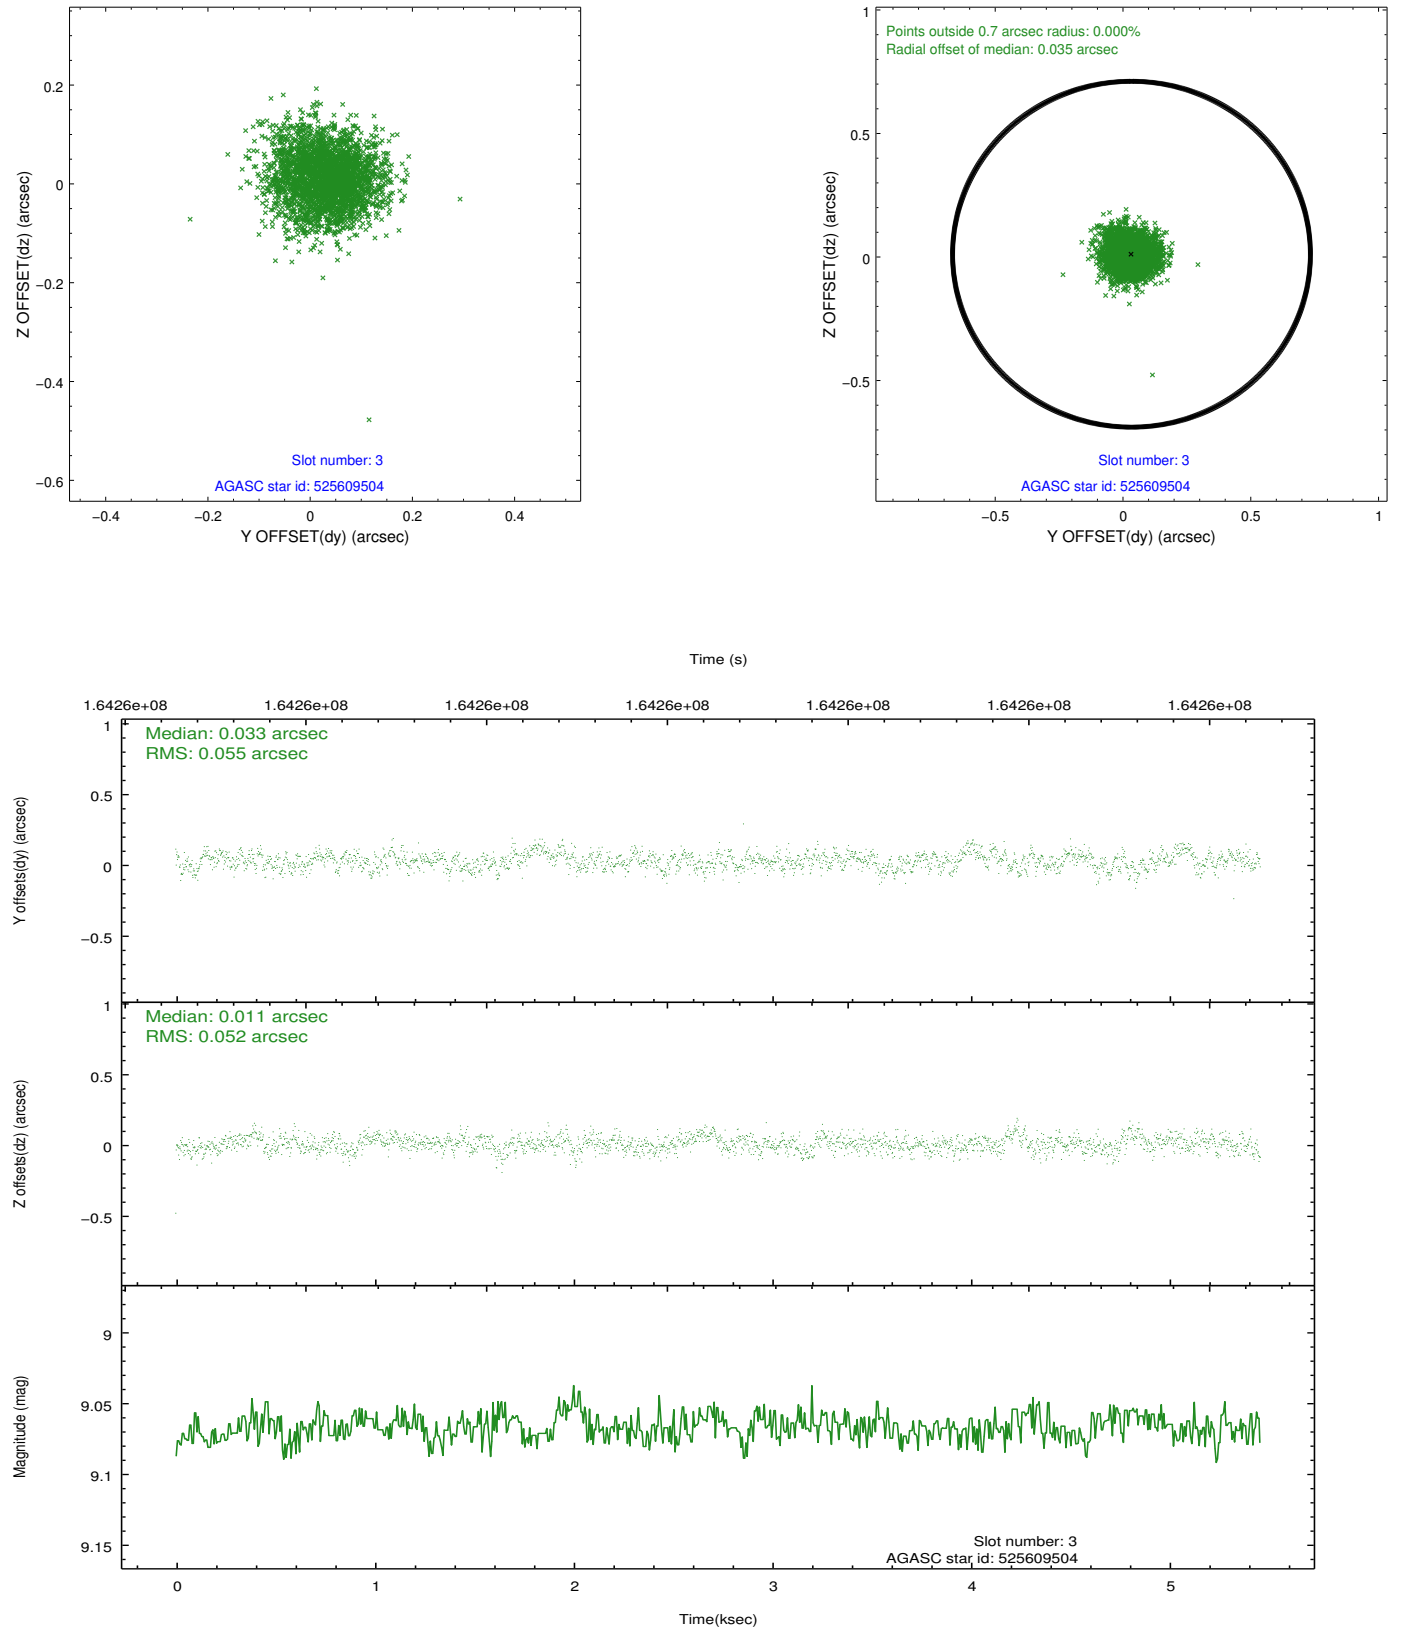 0.2
0
−0.2
−0.4
−0.6
Z OFFSET(dz) (arcsec)
Slot number: 3
AGASC star id: 525609504
−0.4 −0.2 0 0.2 0.4
Y OFFSET(dy) (arcsec)
Points outside 0.7 arcsec radius: 0.000%
Radial offset of median: 0.035 arcsec
1
0.5
0
−0.5
Z OFFSET(dz) (arcsec)
Slot number: 3
AGASC star id: 525609504
−0.5 0 0.5 1
Y OFFSET(dy) (arcsec)
Time (s)
1.6426e+08 1.6426e+08 1.6426e+08 1.6426e+08 1.6426e+08 1.6426e+08 1.6426e+08
Median: 0.033 arcsec
RMS: 0.055 arcsec
1
0.5
0
−0.5
Y offsets(dy) (arcsec)
Median: 0.011 arcsec
RMS: 0.052 arcsec
1
0.5
0
−0.5
Z offsets(dz) (arcsec)
9
9.05
9.1
9.15
Magnitude (mag)
Slot number: 3
AGASC star id: 525609504
0 1 2 3 4 5
Time(ksec)